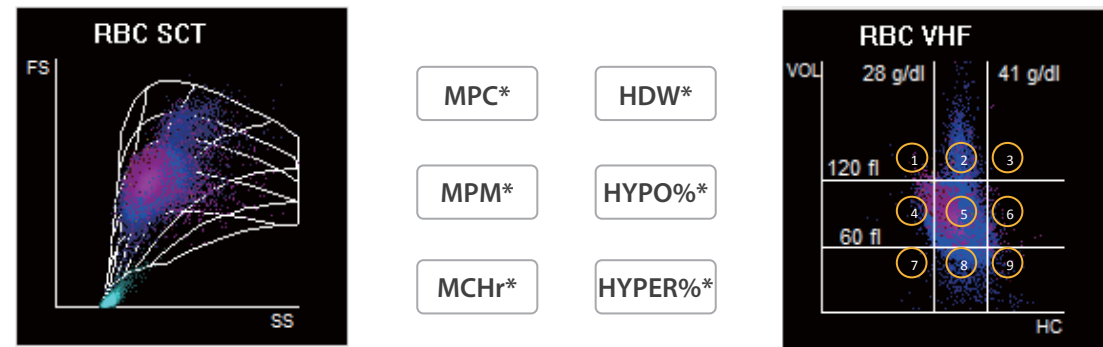 RBC SCT
FS
SS
MPC*
HDW*
MPM*
HYPO%*
MCHr*
HYPER%*
RBC VHF
VOL
28 g/dl
41 g/dl
1
2
3
120 fl
4
5
6
60 fl
7
8
9
HC